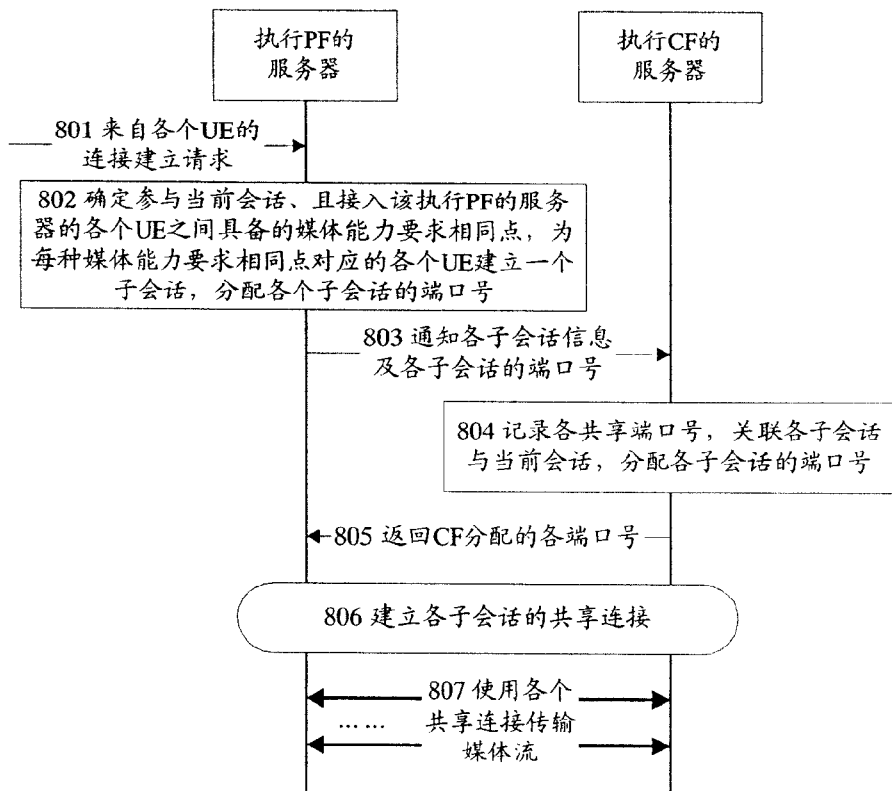 执行PF的
服务器
执行CF的
服务器
801 来自各个UE的
连接建立请求
802 确定参与当前会话、且接入该执行PF的服务
器的各个UE之间具备的媒体能力要求相同点，为
每种媒体能力要求相同点对应的各个UE建立一个
子会话，分配各个子会话的端口号
803 通知各子会话信息
及各子会话的端口号
804 记录各共享端口号，关联各子会话
与当前会话，分配各子会话的端口号
805 返回CF分配的各端口号
806 建立各子会话的共享连接
807 使用各个
…… 共享连接传输
媒体流